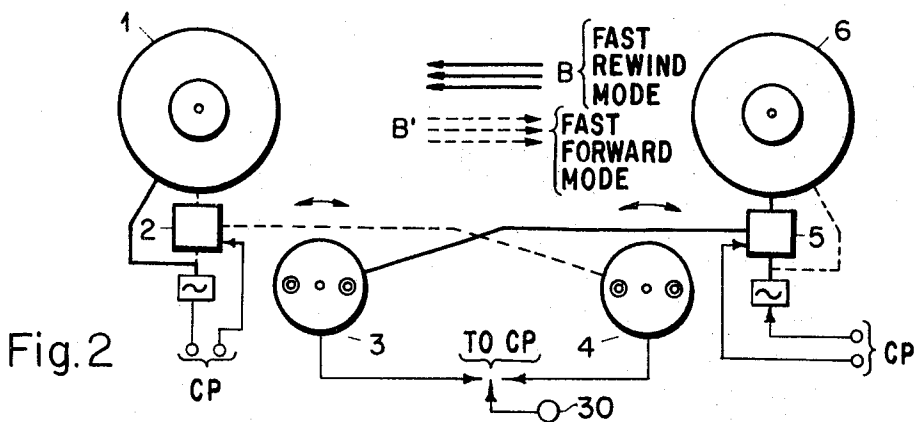 1
6
B
FAST
REWIND
MODE
B'
FAST
FORWARD
MODE
2
5
3
4
TO CP
CP
CP
30
Fig.2